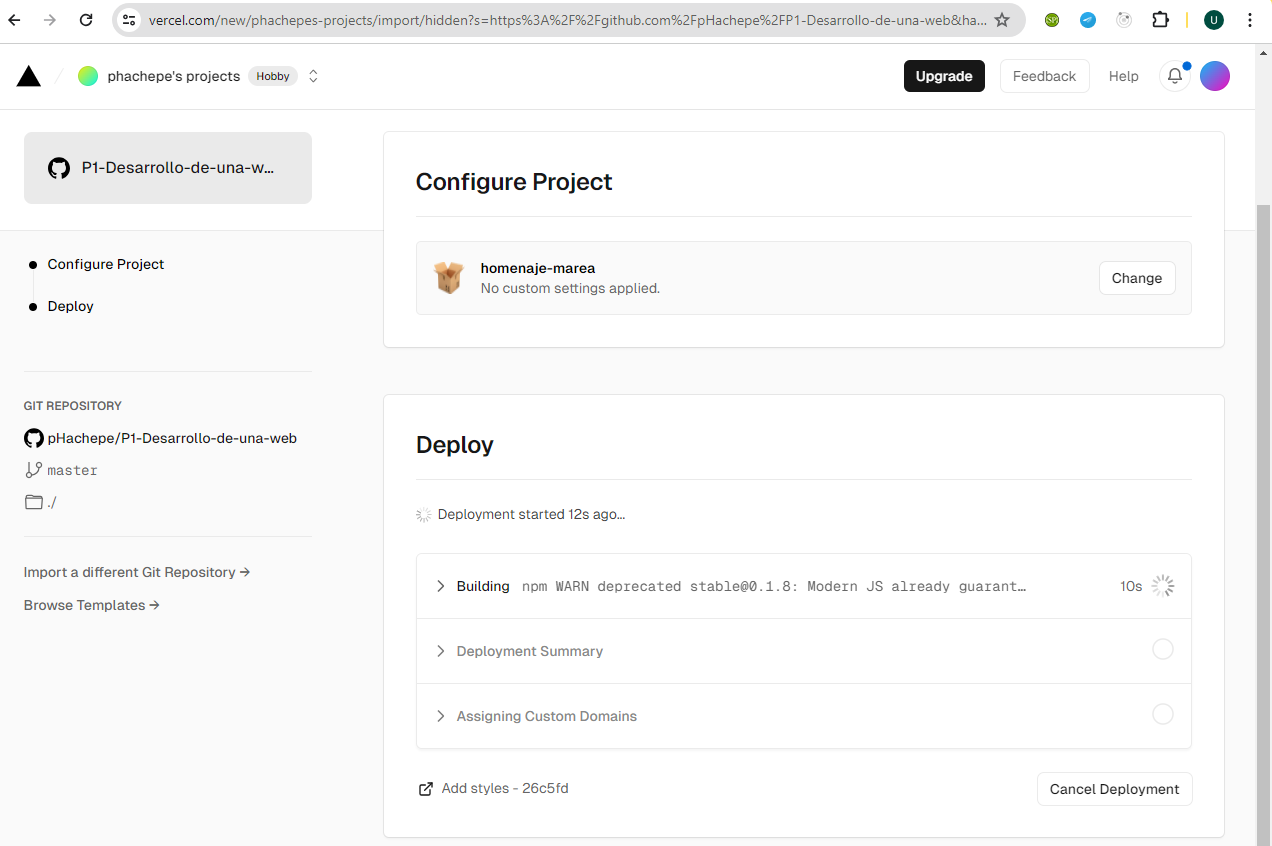 vercel.com/new/phachepes-projects/import/hidden?s=https%3A%2F%2Fgithub.com%2FpHachepe%2FP1-Desarrollo-de-una-web&ha...
SP
U
phachepe's projects
Hobby
Upgrade
Feedback
Help
P1-Desarrollo-de-una-w...
Configure Project
Deploy
GIT REPOSITORY
pHachepe/P1-Desarrollo-de-una-web
master
./
Import a different Git Repository →
Browse Templates →
Configure Project
homenaje-marea
No custom settings applied.
Change
Deploy
Deployment started 12s ago...
Building npm WARN deprecated stable@0.1.8: Modern JS already guarant… 10s
Deployment Summary
Assigning Custom Domains
Add styles - 26c5fd
Cancel Deployment